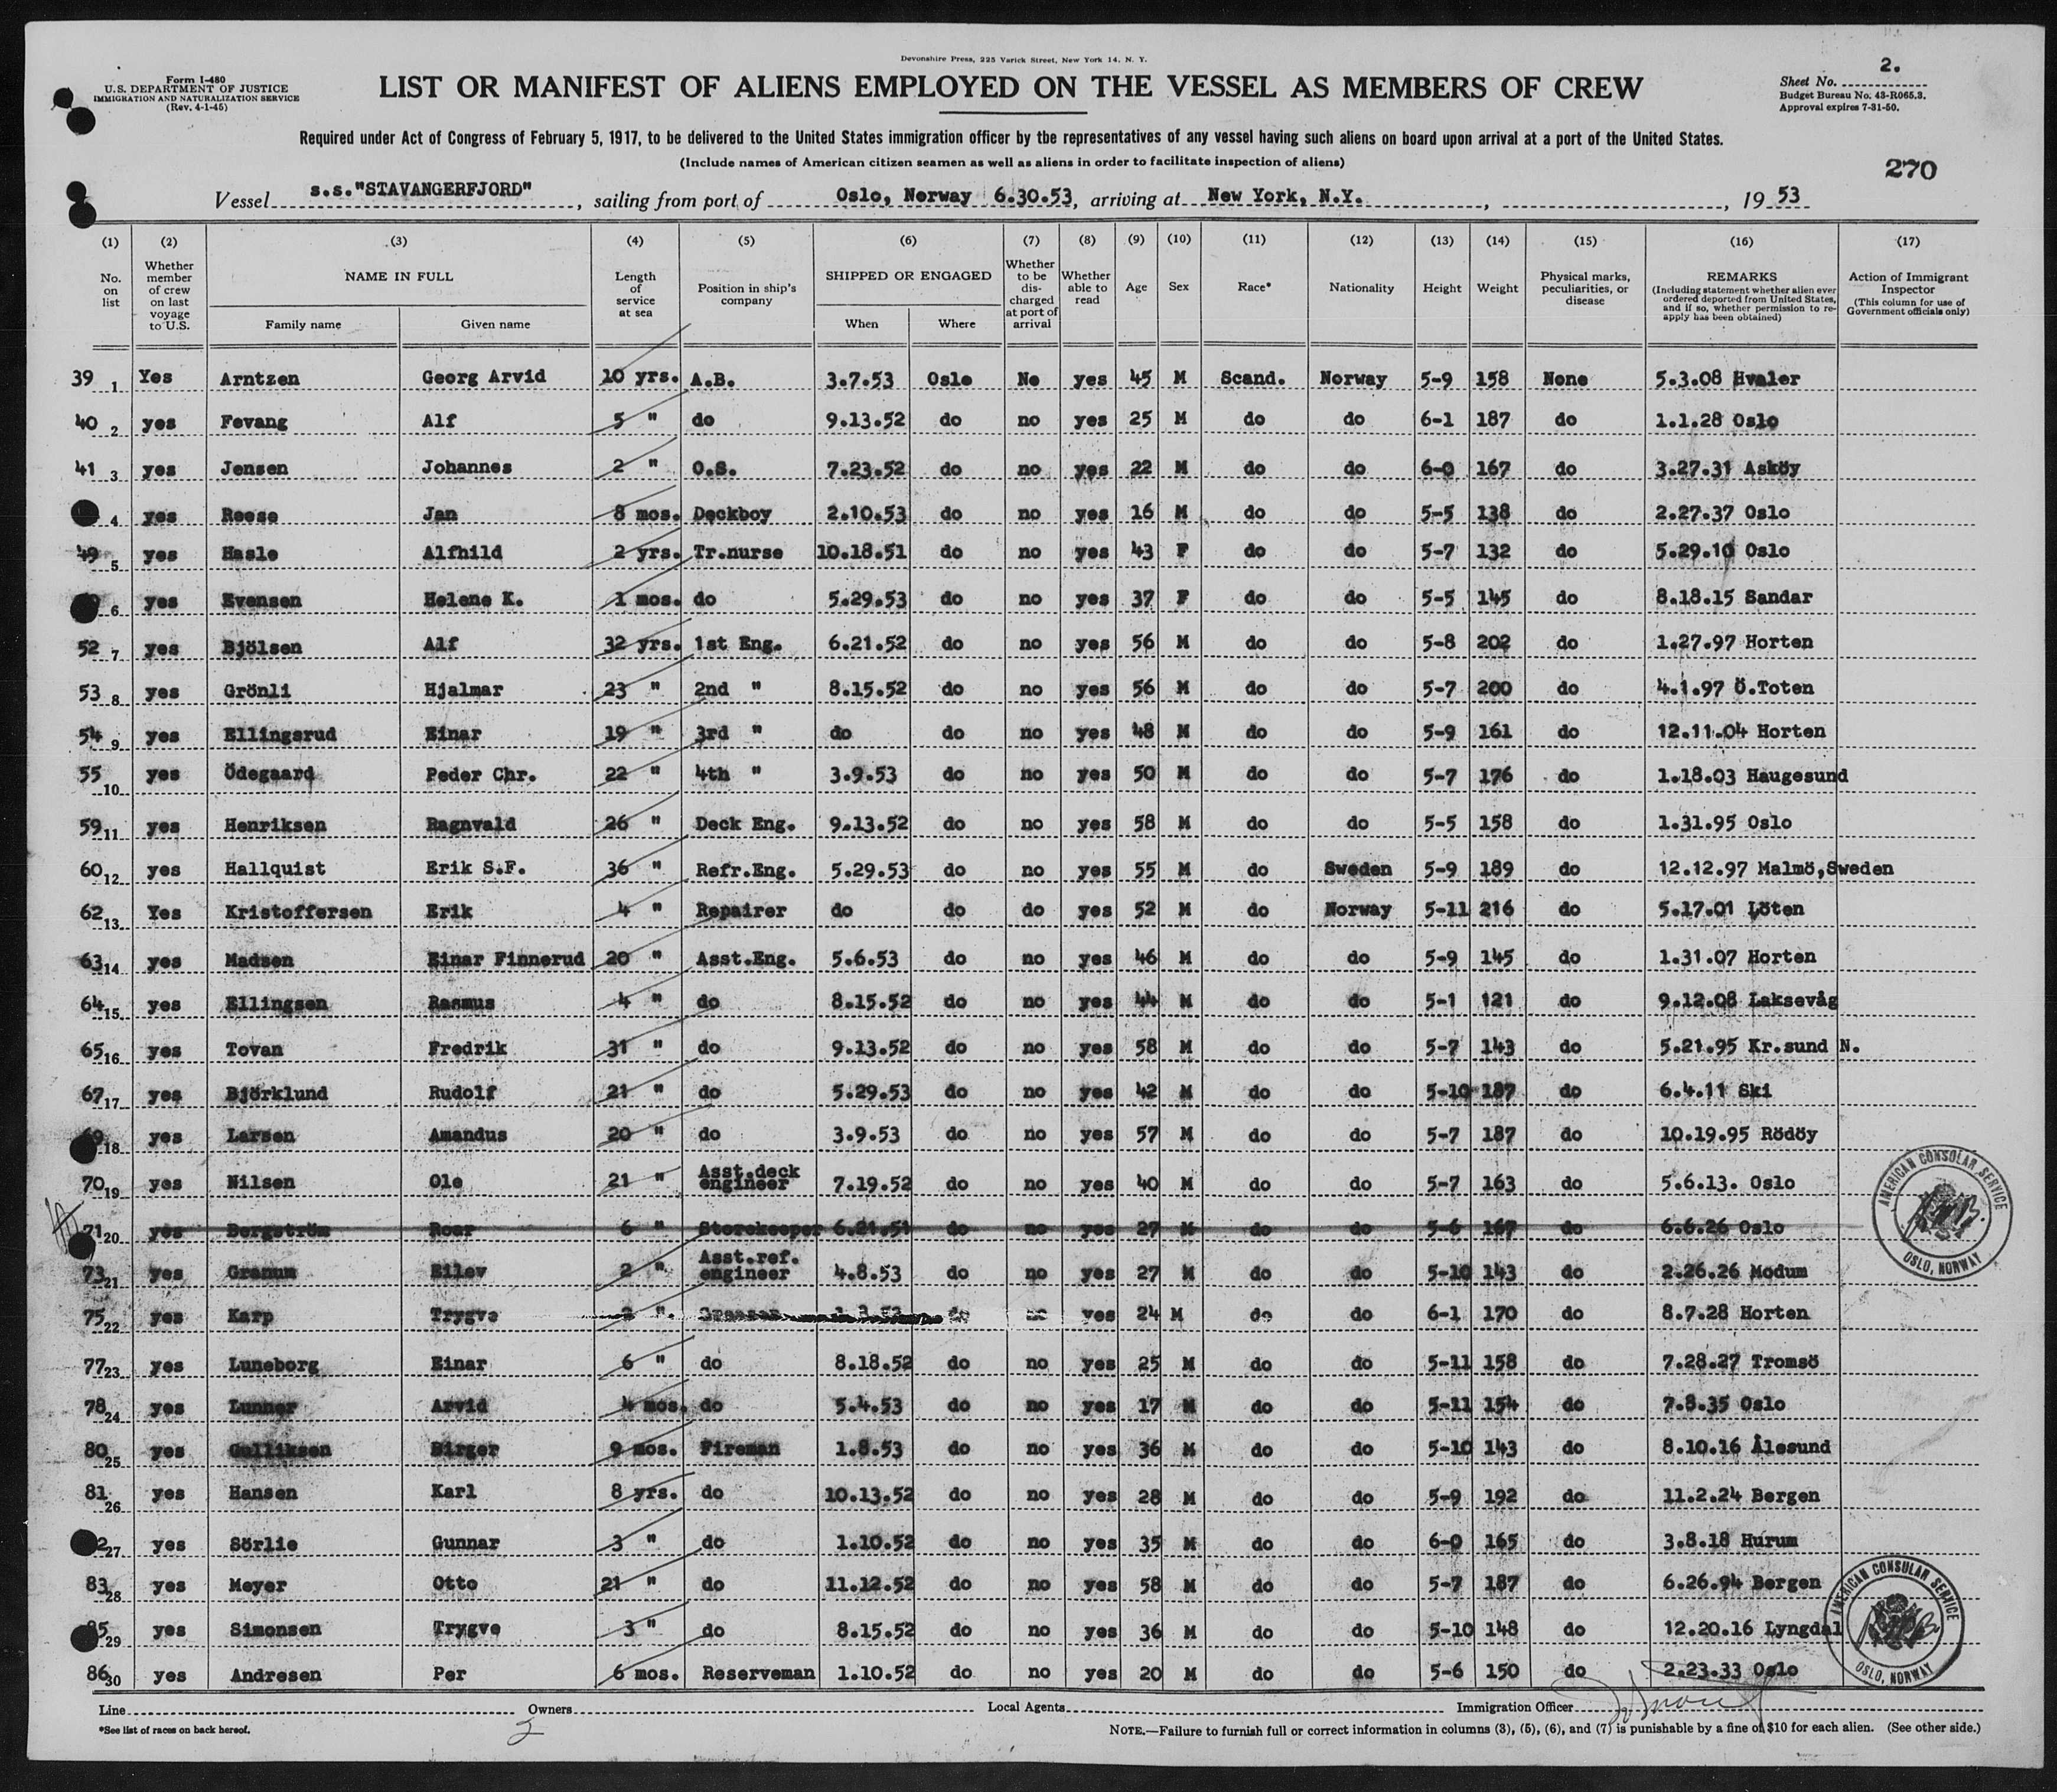 Devonshire Press, 225 Varick Street, New York 14, N. Y.
Form I-480
U.S. DEPARTMENT OF JUSTICE
IMMIGRATION AND NATURALIZATION SERVICE
(Rev. 4-1-45)
LIST OR MANIFEST OF ALIENS EMPLOYED ON THE VESSEL AS MEMBERS OF CREW
Sheet No. 2.
Budget Bureau No. 43-R065.3.
Approval expires 7-31-50.
Required under Act of Congress of February 5, 1917, to be delivered to the United States immigration officer by the representatives of any vessel having such aliens on board upon arrival at a port of the United States.
(Include names of American citizen seamen as well as aliens in order to facilitate inspection of aliens)
270
Vessel s.s."STAVANGERFJORD", sailing from port of Oslo, Norway 6.30.53, arriving at New York, N.Y., 19 53
(1) (2) (3) (4) (5) (6) (7) (8) (9) (10) (11) (12) (13) (14) (15) (16) (17)
No. on list
Whether member of crew on last voyage to U.S.
NAME IN FULL
Family name
Given name
Length of service at sea
Position in ship's company
SHIPPED OR ENGAGED
When
Where
Whether to be discharged at port of arrival
Whether able to read
Age
Sex
Race*
Nationality
Height
Weight
Physical marks, peculiarities, or disease
REMARKS
(Including statement whether alien ever ordered deported from United States, and if so, whether permission to reapply has been obtained)
Action of Immigrant Inspector
(This column for use of Government officials only)
39 1 Yes Arntzen Georg Arvid 10 yrs. A.B. 3.7.53 Oslo No yes 45 M Scand. Norway 5-9 158 None 5.3.08 Hvaler
40 2 yes Fevang Alf 5 " do 9.13.52 do no yes 25 M do do 6-1 187 do 1.1.28 Oslo
41 3 yes Jensen Johannes 2 " O.S. 7.23.52 do no yes 22 M do do 6-0 167 do 3.27.31 Asköy
4 yes Reese Jan 8 mos. Deckboy 2.10.53 do no yes 16 M do do 5-5 138 do 2.27.37 Oslo
49 5 yes Hasle Alfhild 2 yrs. Tr.nurse 10.18.51 do no yes 43 F do do 5-7 132 do 5.29.10 Oslo
6 yes Evensen Helene K. 1 mos. do 5.29.53 do no yes 37 F do do 5-5 145 do 8.18.15 Sandar
52 7 yes Bjölsen Alf 32 yrs. 1st Eng. 6.21.52 do no yes 56 M do do 5-8 202 do 1.27.97 Horten
53 8 yes Grönli Hjalmar 23 " 2nd " 8.15.52 do no yes 56 M do do 5-7 200 do 4.1.97 Ö.Toten
54 9 yes Ellingsrud Einar 19 " 3rd " do do no yes 48 M do do 5-9 161 do 12.11.04 Horten
55 10 yes Ödegaard Peder Chr. 22 " 4th " 3.9.53 do no yes 50 M do do 5-7 176 do 1.18.03 Haugesund
59 11 yes Henriksen Ragnvald 26 " Deck Eng. 9.13.52 do no yes 58 M do do 5-5 158 do 1.31.95 Oslo
60 12 yes Hallquist Erik S.F. 36 " Refr.Eng. 5.29.53 do no yes 55 M do Sweden 5-9 189 do 12.12.97 Malmö,Sweden
62 13 Yes Kristoffersen Erik 4 " Repairer do do do yes 52 M do Norway 5-11 216 do 5.17.01 Löten
63 14 yes Madsen Einar Finnerud 20 " Asst.Eng. 5.6.53 do no yes 46 M do do 5-9 145 do 1.31.07 Horten
64 15 yes Ellingsen Rasmus 4 " do 8.15.52 do no yes 44 M do do 5-1 121 do 9.12.08 Laksevåg
65 16 yes Tovan Fredrik 31 " do 9.13.52 do no yes 58 M do do 5-7 143 do 5.21.95 Kr.sund N.
67 17 yes Björklund Rudolf 21 " do 5.29.53 do no yes 42 M do do 5-10 187 do 6.4.11 Ski
69 18 yes Larsen Amandus 20 " do 3.9.53 do no yes 57 M do do 5-7 187 do 10.19.95 Rödöy
70 19 yes Nilsen Ole 21 " Asst.deck engineer 7.19.52 do no yes 40 M do do 5-7 163 do 5.6.13. Oslo
71 20 yes Bergström Roar 6 " Storekeeper 6.21.51 do no yes 27 M do do 5-6 167 do 6.6.26 Oslo
73 21 yes Granum Eilev 2 " Asst.ref. engineer 4.8.53 do no yes 27 M do do 5-10 143 do 2.26.26 Modum
75 22 yes Karp Trygve " do yes 24 M do do 6-1 170 do 8.7.28 Horten
77 23 yes Luneborg Einar 6 " do 8.18.52 do no yes 25 M do do 5-11 158 do 7.28.27 Tromsö
78 24 yes Lunner Arvid 4 mos. do 5.4.53 do no yes 17 M do do 5-11 154 do 7.8.35 Oslo
80 25 yes Gulliksen Birger 9 mos. Fireman 1.8.53 do no yes 36 M do do 5-10 143 do 8.10.16 Ålesund
81 26 yes Hansen Karl 8 yrs. do 10.13.52 do no yes 28 M do do 5-9 192 do 11.2.24 Bergen
27 yes Sörlie Gunnar 3 " do 1.10.52 do no yes 35 M do do 6-0 165 do 3.8.18 Hurum
83 28 yes Meyer Otto 21 " do 11.12.52 do no yes 58 M do do 5-7 187 do 6.26.94 Bergen
85 29 yes Simonsen Trygve 3 " do 8.15.52 do no yes 36 M do do 5-10 148 do 12.20.16 Lyngdal
86 30 yes Andresen Per 6 mos. Reserveman 1.10.52 do no yes 20 M do do 5-6 150 do 2.23.33 Oslo
AMERICAN CONSULAR SERVICE
OSLO, NORWAY
AMERICAN CONSULAR SERVICE
OSLO, NORWAY
Line Owners Local Agents Immigration Officer
*See list of races on back hereof.
2
NOTE.—Failure to furnish full or correct information in columns (3), (5), (6), and (7) is punishable by a fine of $10 for each alien. (See other side.)